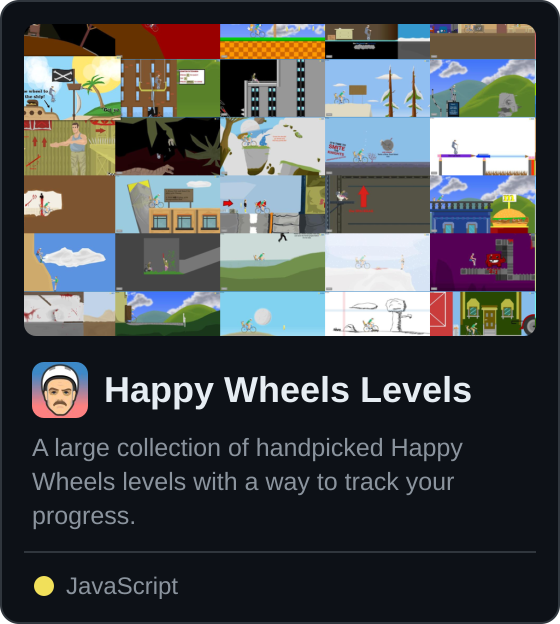 Happy Wheels Levels
A large collection of handpicked Happy
Wheels levels with a way to track your
progress.
JavaScript